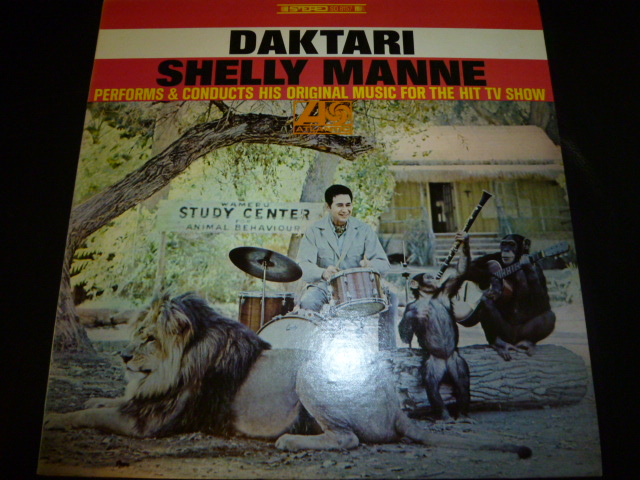 STEREO
DAKTARI
SHELLY MANNE
PERFORMS & CONDUCTS HIS ORIGINAL MUSIC FOR THE HIT TV SHOW
ATLANTIC
WAMERU
STUDY CENTER
FOR
ANIMAL BEHAVIOUR